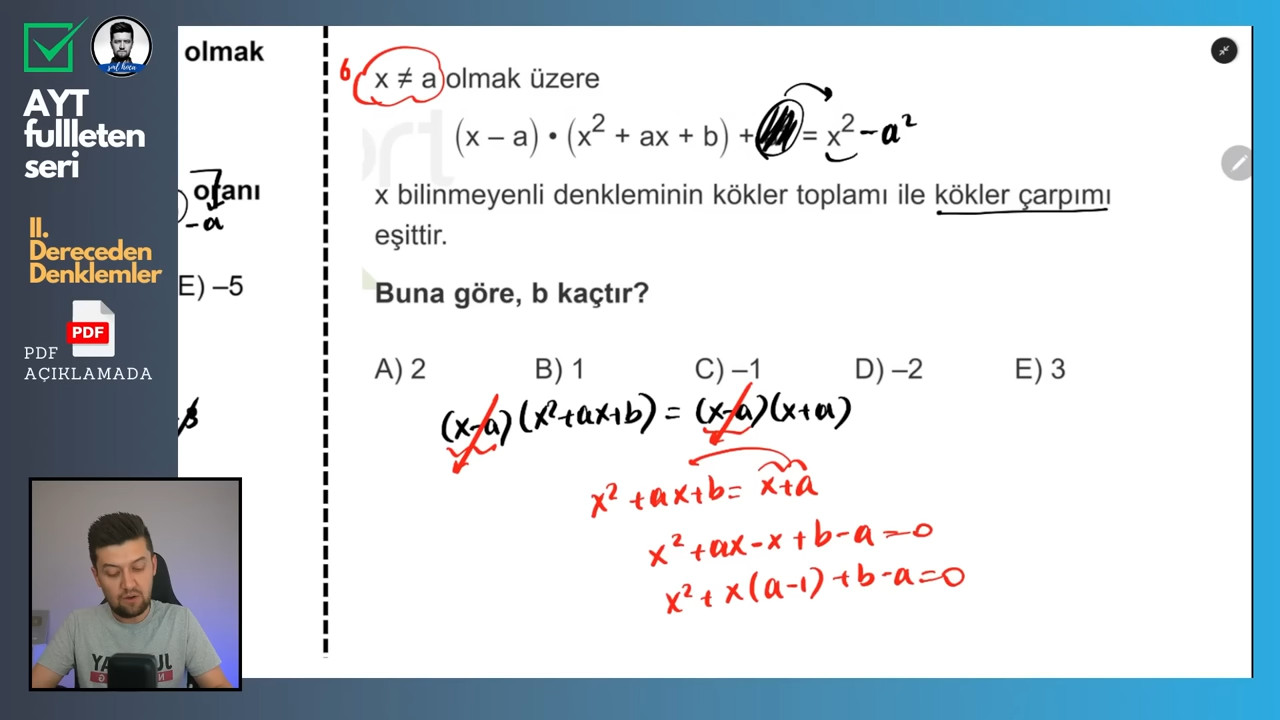 AYT
fullleten
seri
II.
Dereceden
Denklemler
PDF
PDF
AÇIKLAMADA
olmak
oranı
-a
E) –5
6
x ≠ a olmak üzere
(x – a) • (x² + ax + b) + = x² -a²
x bilinmeyenli denkleminin kökler toplamı ile kökler çarpımı
eşittir.
Buna göre, b kaçtır?
A) 2 B) 1 C) –1 D) –2 E) 3
(x-a)(x²+ax+b) = (x-a)(x+a)
x²+ax+b= x+a
x²+ax-x+b-a=0
x²+x(a-1)+b-a=0